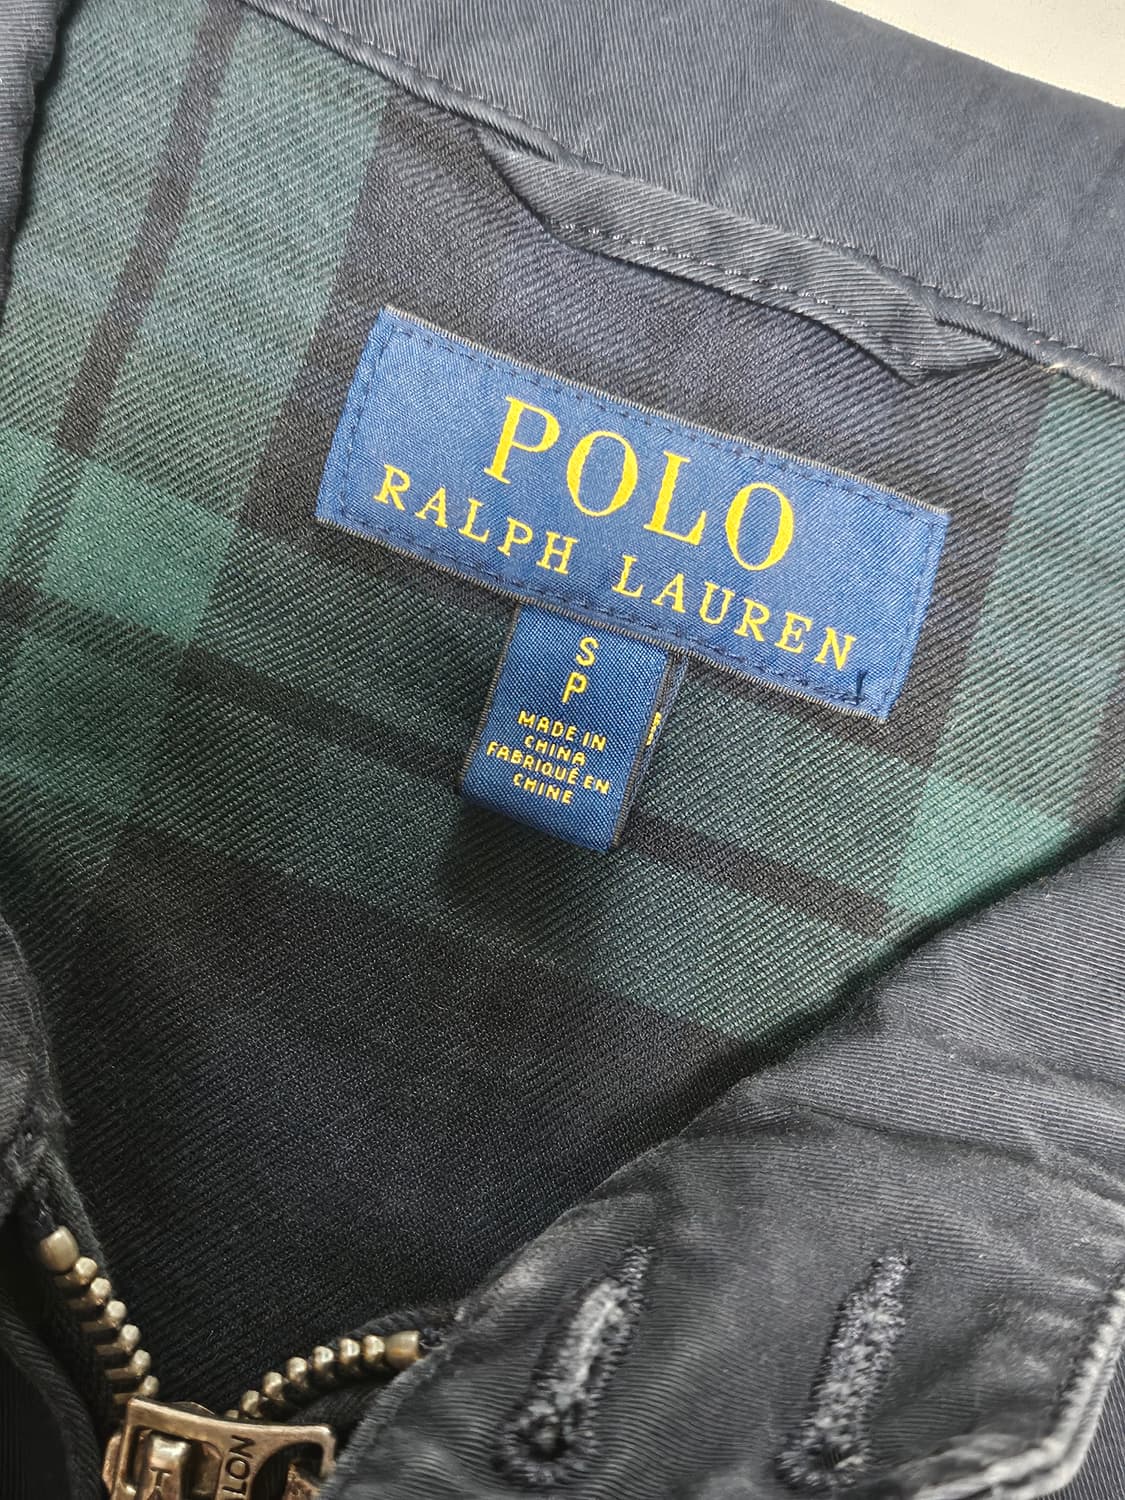 POLO
RALPH LAUREN
S
P
MADE IN
CHINA
FABRIQUÉ EN
CHINE